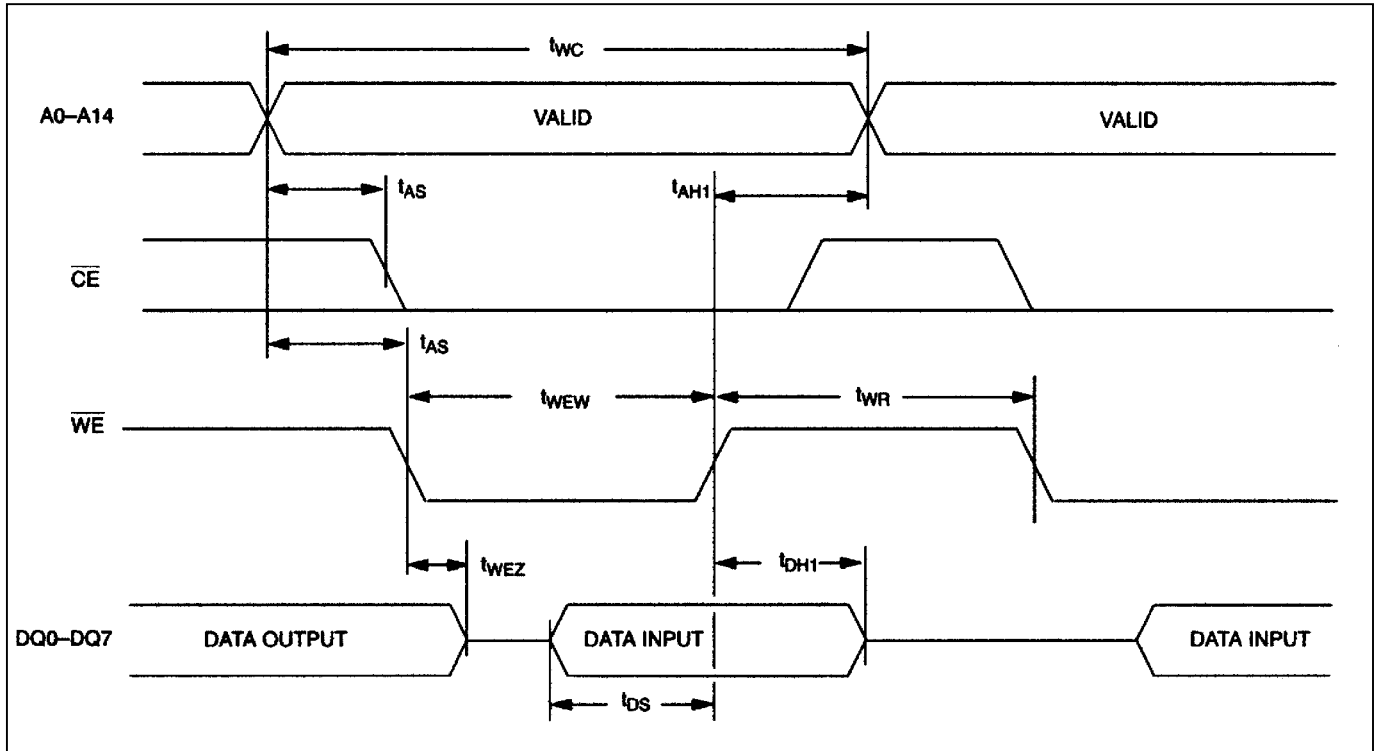 tWC
A0–A14
VALID
VALID
tAS
tAH1
CE
tAS
tWEW
tWR
WE
tWEZ
tDH1
DQ0–DQ7
DATA OUTPUT
DATA INPUT
DATA INPUT
tDS